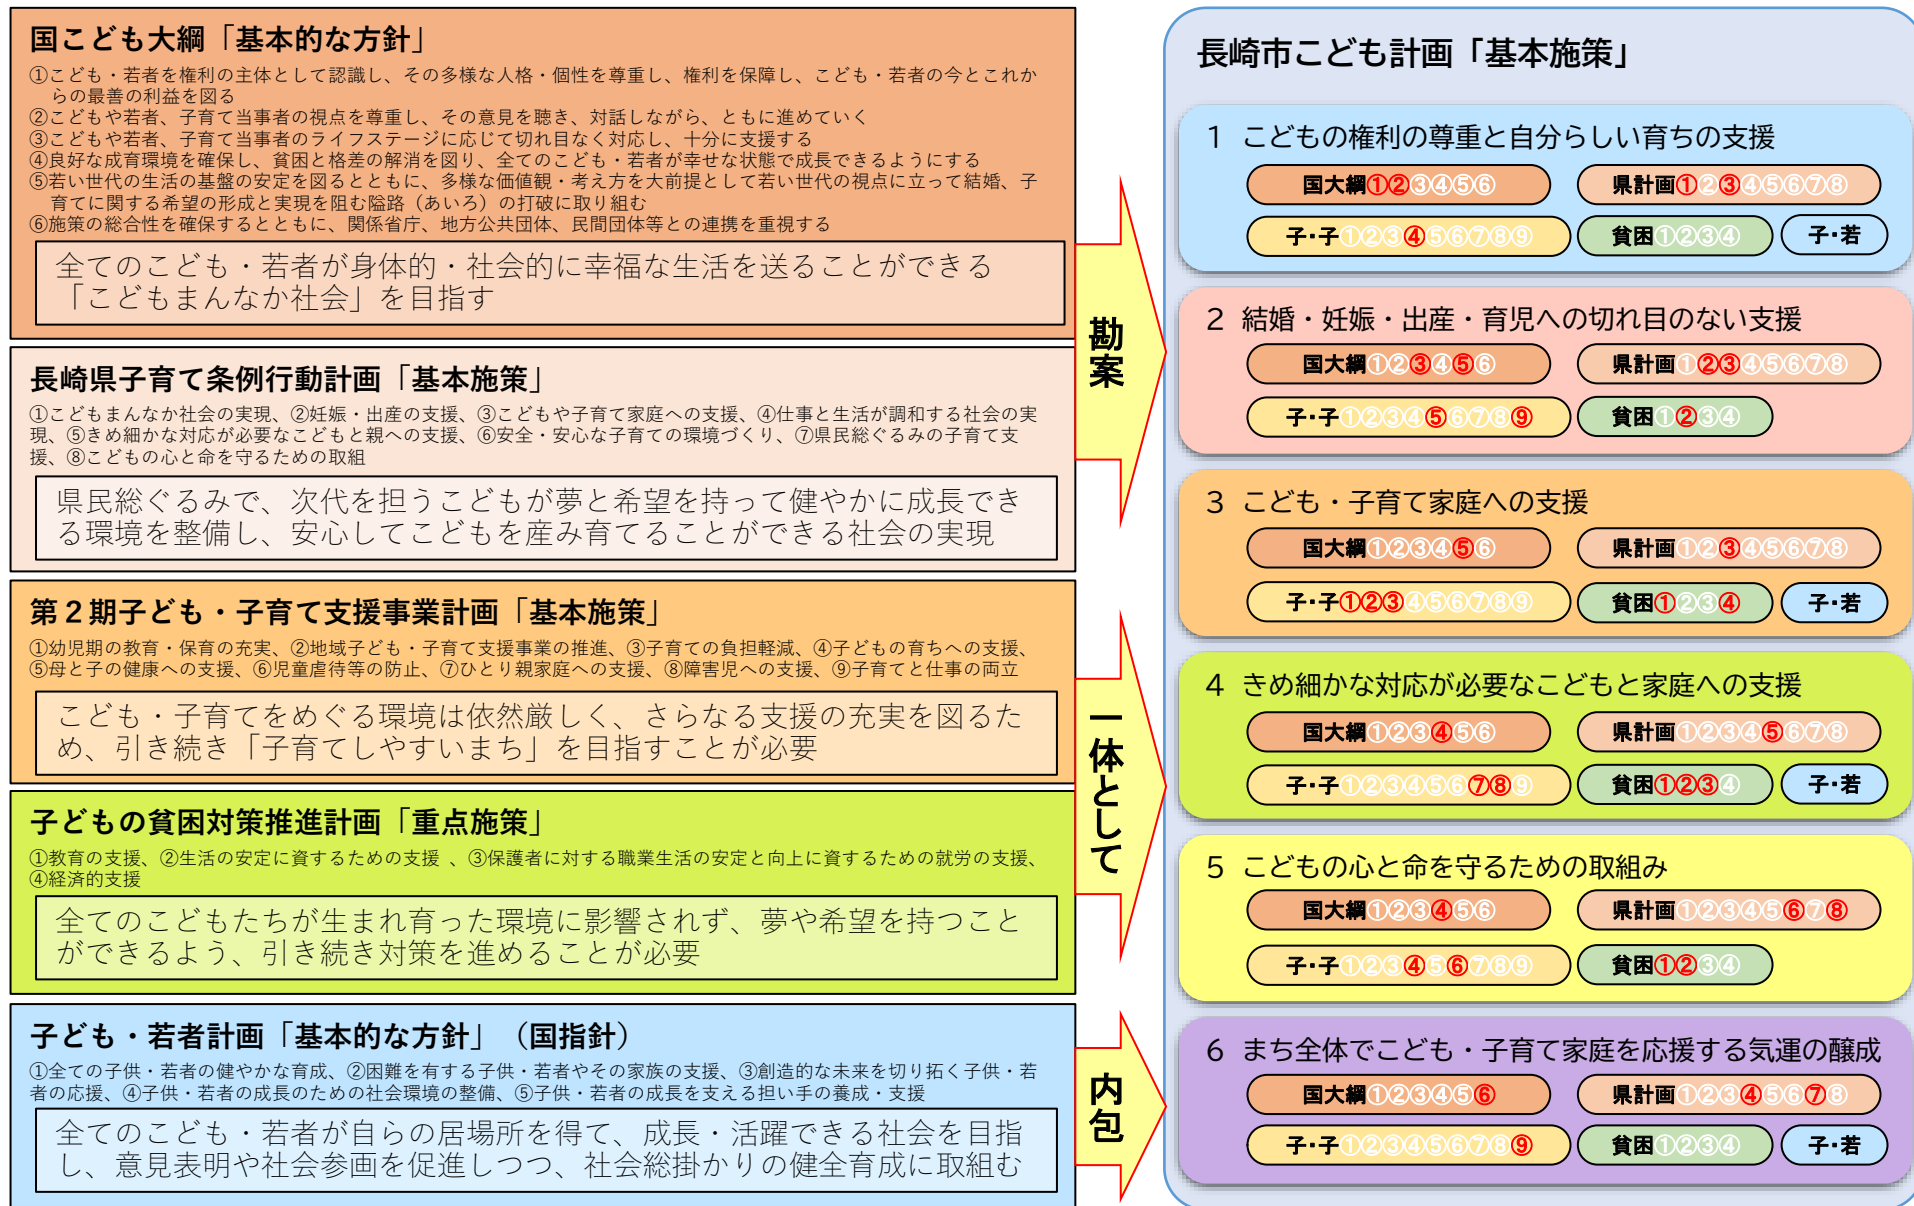 国こども大綱「基本的な方針」
①こども・若者を権利の主体として認識し、その多様な人格・個性を尊重し、権利を保障し、こども・若者の今とこれか
らの最善の利益を図る
②こどもや若者、子育て当事者の視点を尊重し、その意見を聴き、対話しながら、ともに進めていく
③こどもや若者、子育て当事者のライフステージに応じて切れ目なく対応し、十分に支援する
④良好な成育環境を確保し、貧困と格差の解消を図り、全てのこども・若者が幸せな状態で成長できるようにする
⑤若い世代の生活の基盤の安定を図るとともに、多様な価値観・考え方を大前提として若い世代の視点に立って結婚、子
育てに関する希望の形成と実現を阻む隘路（あいろ）の打破に取り組む
⑥施策の総合性を確保するとともに、関係省庁、地方公共団体、民間団体等との連携を重視する
全てのこども・若者が身体的・社会的に幸福な生活を送ることができる
「こどもまんなか社会」を目指す
長崎県子育て条例行動計画「基本施策」
①こどもまんなか社会の実現、②妊娠・出産の支援、③こどもや子育て家庭への支援、④仕事と生活が調和する社会の実
現、⑤きめ細かな対応が必要なこどもと親への支援、⑥安全・安心な子育ての環境づくり、⑦県民総ぐるみの子育て支
援、⑧こどもの心と命を守るための取組
県民総ぐるみで、次代を担うこどもが夢と希望を持って健やかに成長でき
る環境を整備し、安心してこどもを産み育てることができる社会の実現
第２期子ども・子育て支援事業計画「基本施策」
①幼児期の教育・保育の充実、②地域子ども・子育て支援事業の推進、③子育ての負担軽減、④子どもの育ちへの支援、
⑤母と子の健康への支援、⑥児童虐待等の防止、⑦ひとり親家庭への支援、⑧障害児への支援、⑨子育てと仕事の両立
こども・子育てをめぐる環境は依然厳しく、さらなる支援の充実を図るた
め、引き続き「子育てしやすいまち」を目指すことが必要
子どもの貧困対策推進計画「重点施策」
①教育の支援、②生活の安定に資するための支援 、③保護者に対する職業生活の安定と向上に資するための就労の支援、
④経済的支援
全てのこどもたちが生まれ育った環境に影響されず、夢や希望を持つこと
ができるよう、引き続き対策を進めることが必要
子ども・若者計画「基本的な方針」（国指針）
①全ての子供・若者の健やかな育成、②困難を有する子供・若者やその家族の支援、③創造的な未来を切り拓く子供・若
者の応援、④子供・若者の成長のための社会環境の整備、⑤子供・若者の成長を支える担い手の養成・支援
全てのこども・若者が自らの居場所を得て、成長・活躍できる社会を目指
し、意見表明や社会参画を促進しつつ、社会総掛かりの健全育成に取組む
勘案
一体として
内包
長崎市こども計画「基本施策」
1 こどもの権利の尊重と自分らしい育ちの支援
国大綱①②③④⑤⑥
県計画①②③④⑤⑥⑦⑧
子・子①②③④⑤⑥⑦⑧⑨
貧困①②③④
子・若
2 結婚・妊娠・出産・育児への切れ目のない支援
国大綱①②③④⑤⑥
県計画①②③④⑤⑥⑦⑧
子・子①②③④⑤⑥⑦⑧⑨
貧困①②③④
3 こども・子育て家庭への支援
国大綱①②③④⑤⑥
県計画①②③④⑤⑥⑦⑧
子・子①②③④⑤⑥⑦⑧⑨
貧困①②③④
子・若
4 きめ細かな対応が必要なこどもと家庭への支援
国大綱①②③④⑤⑥
県計画①②③④⑤⑥⑦⑧
子・子①②③④⑤⑥⑦⑧⑨
貧困①②③④
子・若
5 こどもの心と命を守るための取組み
国大綱①②③④⑤⑥
県計画①②③④⑤⑥⑦⑧
子・子①②③④⑤⑥⑦⑧⑨
貧困①②③④
6 まち全体でこども・子育て家庭を応援する気運の醸成
国大綱①②③④⑤⑥
県計画①②③④⑤⑥⑦⑧
子・子①②③④⑤⑥⑦⑧⑨
貧困①②③④
子・若